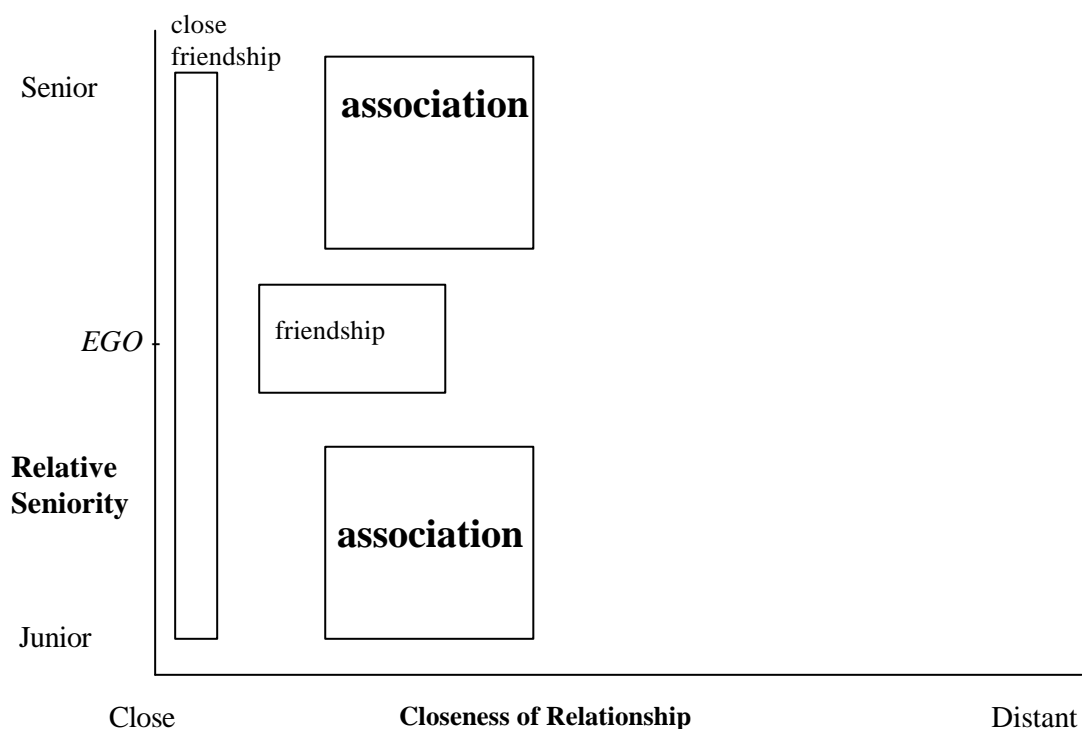 close
friendship
Senior
association
EGO
friendship
Relative
Seniority
association
Junior
Close
Closeness of Relationship
Distant